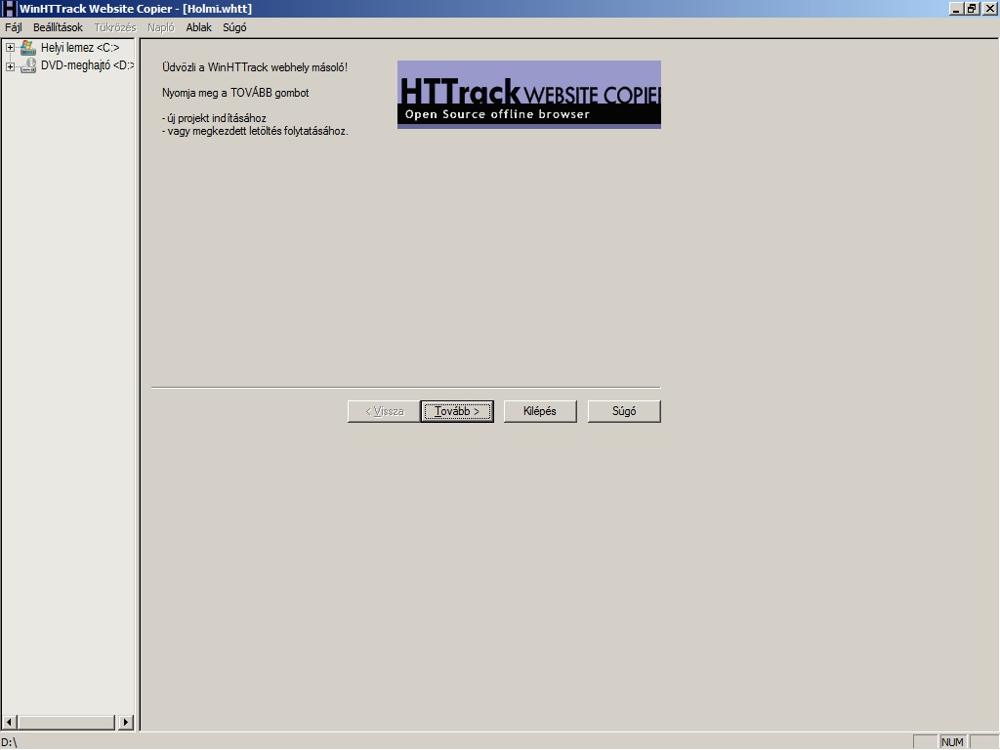 WinHTTrack Website Copier - [Holmi.whtt]
Fájl Beállítások Tükrözés Napló Ablak Súgó
Helyi lemez <C:>
DVD-meghajtó <D:>
Üdvözli a WinHTTrack webhely másoló!
Nyomja meg a TOVÁBB gombot
- új projekt indításához
- vagy megkezdett letöltés folytatásához.
HTTrack WEBSITE COPIER
Open Source offline browser
< Vissza Tovább > Kilépés Súgó
D:\ NUM